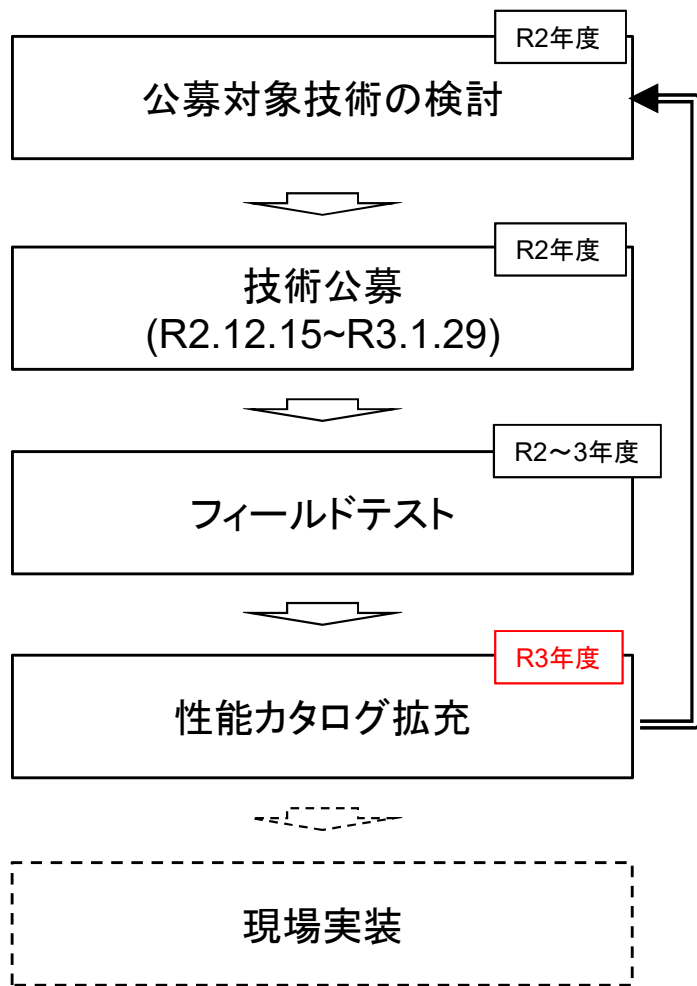 R2年度
公募対象技術の検討
R2年度
技術公募
(R2.12.15~R3.1.29)
R2～3年度
フィールドテスト
R3年度
性能カタログ拡充
現場実装